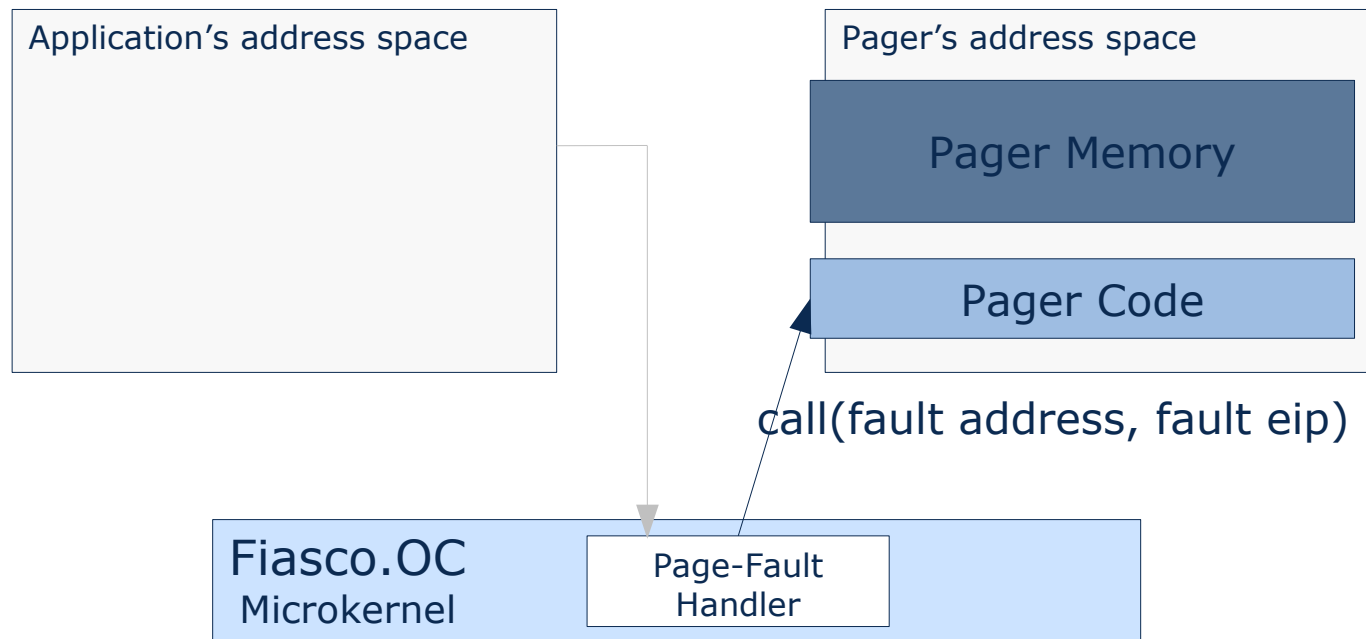 Application’s address space
Pager’s address space
Pager Memory
Pager Code
call(fault address, fault eip)
Fiasco.OC
Microkernel
Page-Fault
Handler